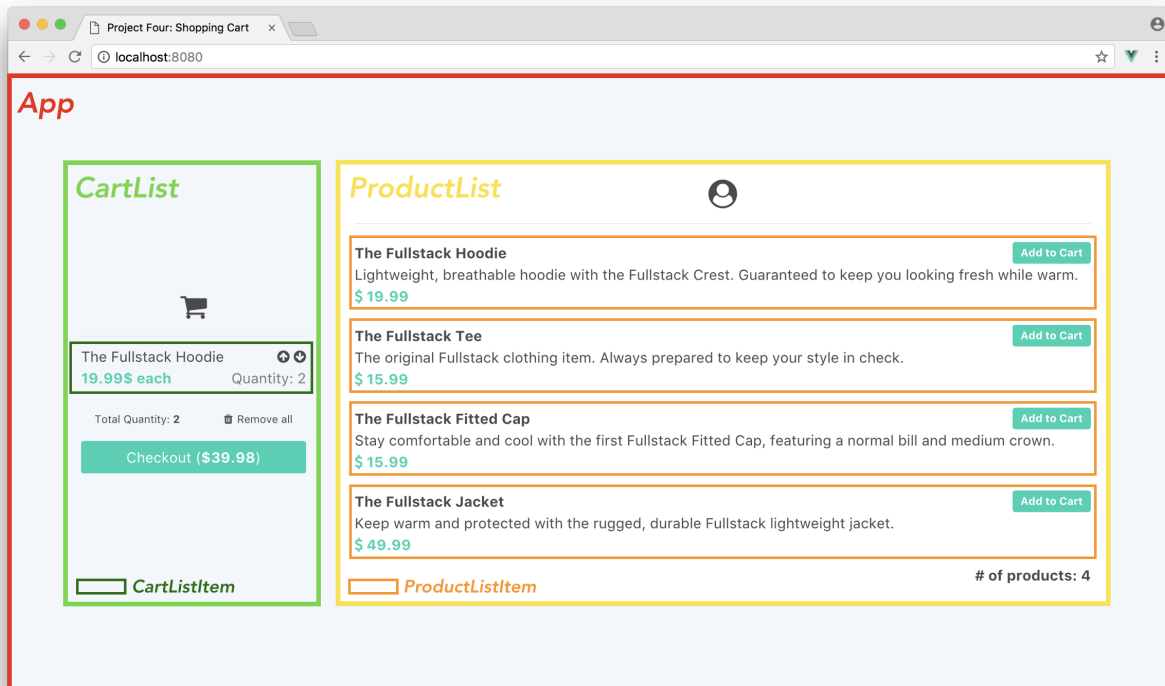 Project Four: Shopping Cart
localhost:8080
App
CartList
The Fullstack Hoodie
19.99$ each Quantity: 2
Total Quantity: 2 Remove all
Checkout ($39.98)
CartListItem
ProductList
The Fullstack Hoodie Add to Cart
Lightweight, breathable hoodie with the Fullstack Crest. Guaranteed to keep you looking fresh while warm.
$ 19.99
The Fullstack Tee Add to Cart
The original Fullstack clothing item. Always prepared to keep your style in check.
$ 15.99
The Fullstack Fitted Cap Add to Cart
Stay comfortable and cool with the first Fullstack Fitted Cap, featuring a normal bill and medium crown.
$ 15.99
The Fullstack Jacket Add to Cart
Keep warm and protected with the rugged, durable Fullstack lightweight jacket.
$ 49.99
# of products: 4
ProductListItem